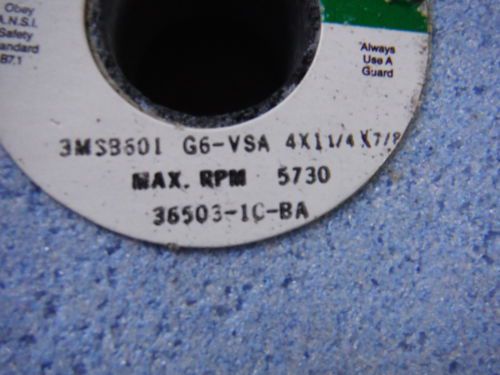 Obey
A.N.S.I.
Safety
Standard
B7.1
Always
Use A
Guard
3MSB601 G6-VSA 4X1 1/4 X 7/8
MAX. RPM 5730
36503-1C-BA